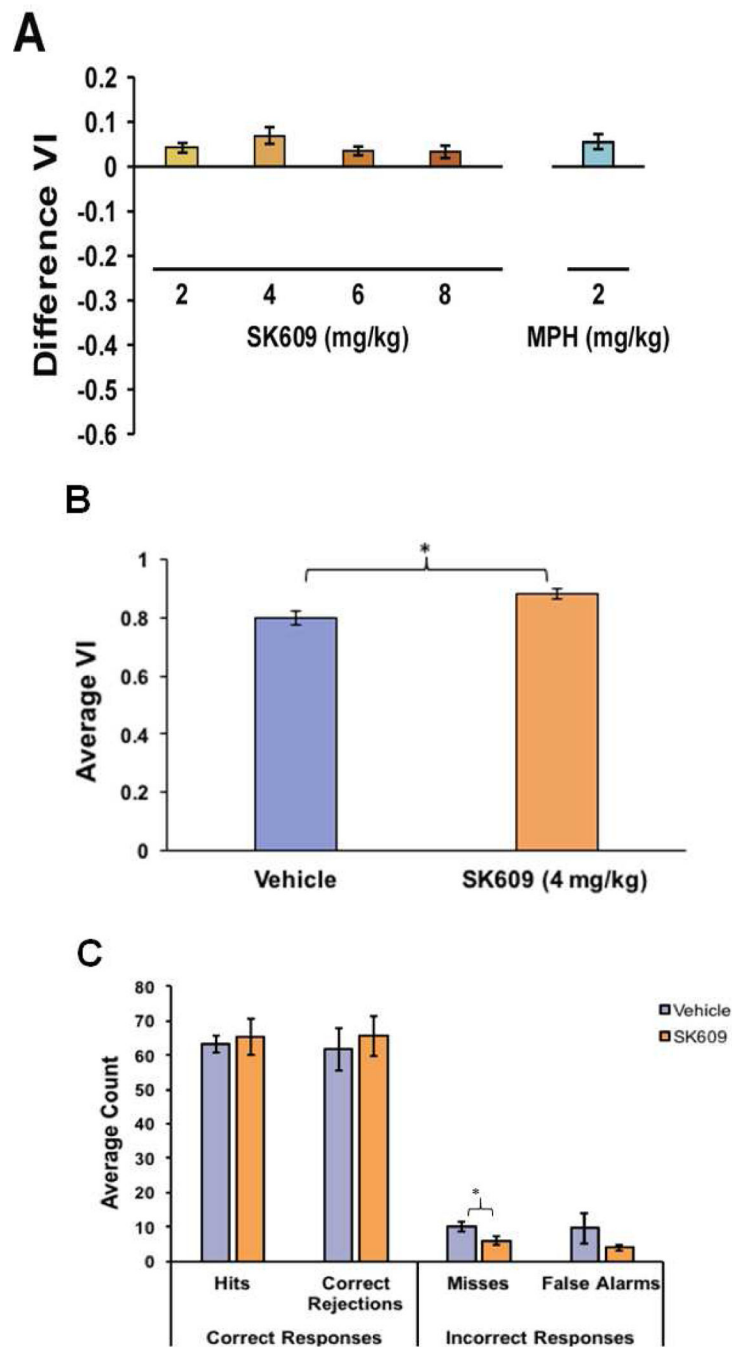 A
Difference VI
0.2
0.1
0
-0.1
-0.2
-0.3
-0.4
-0.5
-0.6
2 4 6 8 2
SK609 (mg/kg) MPH (mg/kg)
B
Average VI
1
0.8
0.6
0.4
0.2
0
*
Vehicle SK609 (4 mg/kg)
C
Average Count
80
70
60
50
40
30
20
10
0
*
Vehicle
SK609
Hits Correct Rejections Misses False Alarms
Correct Responses Incorrect Responses